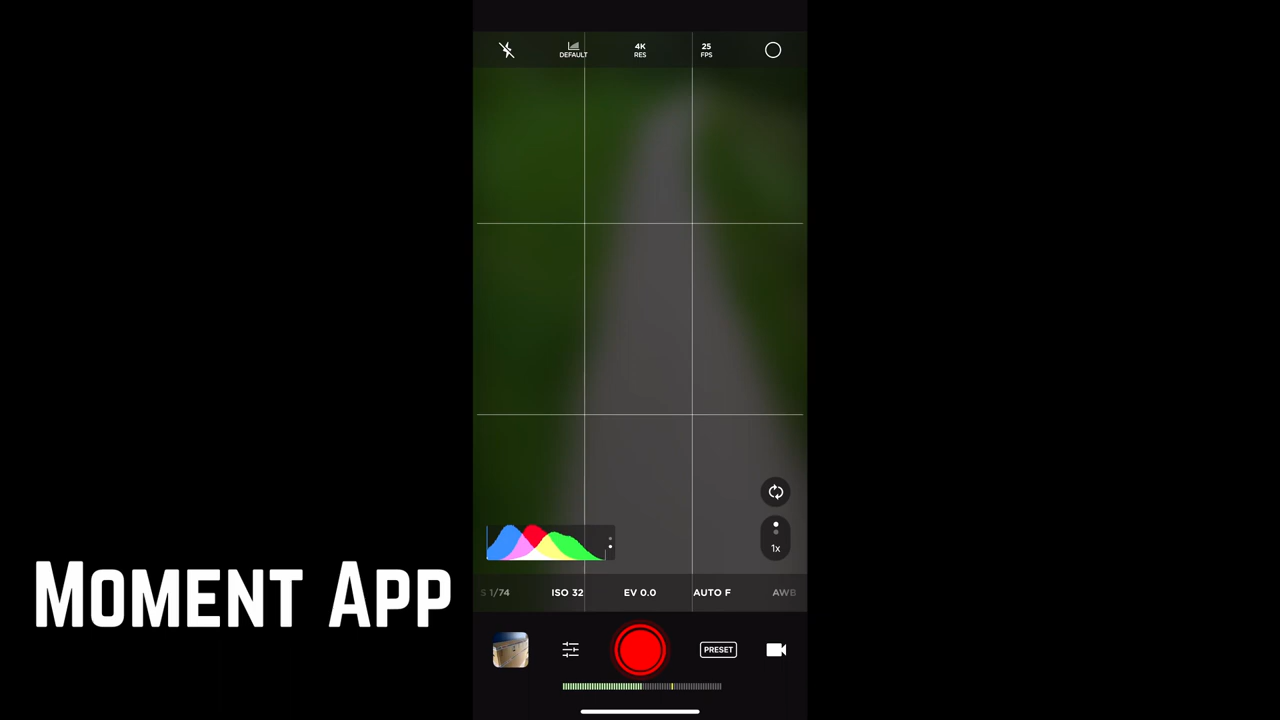 DEFAULT
4K
RES
25
FPS
1x
S 1/74
ISO 32
EV 0.0
AUTO F
AWB
Moment App
PRESET